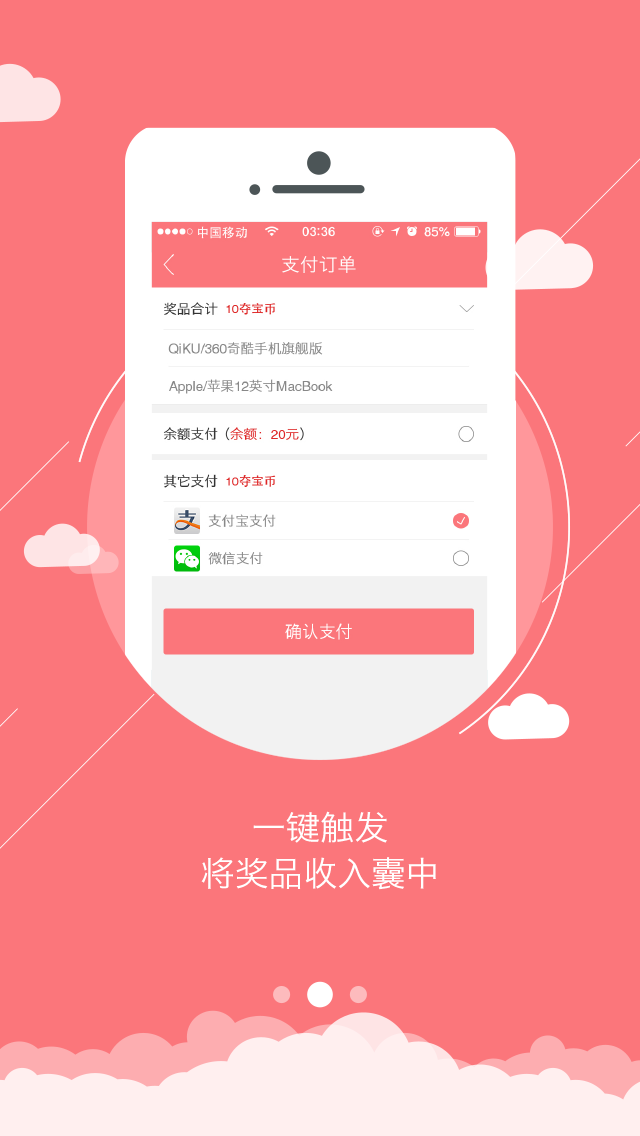 中国移动 03:36 85%
支付订单
奖品合计 10夺宝币
QiKU/360奇酷手机旗舰版
Apple/苹果12英寸MacBook
余额支付（余额：20元）
其它支付 10夺宝币
支 支付宝支付
微信支付
确认支付
一键触发
将奖品收入囊中